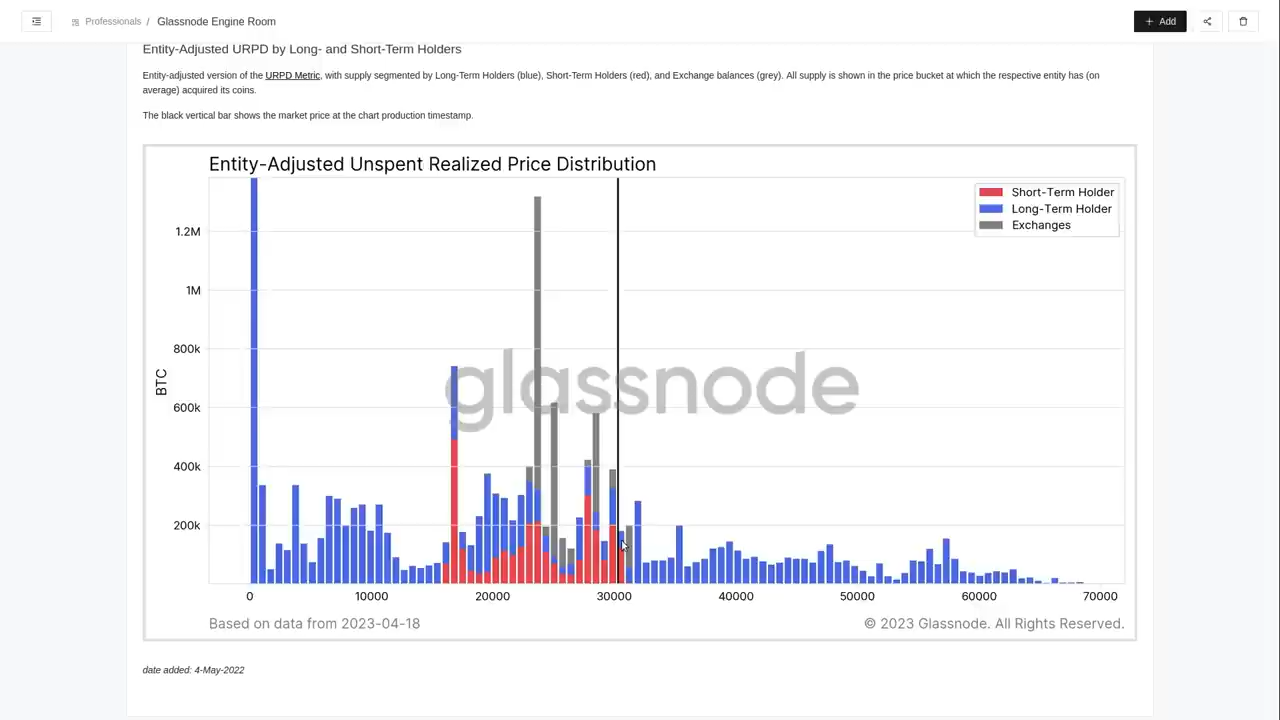 Professionals / Glassnode Engine Room
+ Add
Entity-Adjusted URPD by Long- and Short-Term Holders
Entity-adjusted version of the URPD Metric, with supply segmented by Long-Term Holders (blue), Short-Term Holders (red), and Exchange balances (grey). All supply is shown in the price bucket at which the respective entity has (on
average) acquired its coins.
The black vertical bar shows the market price at the chart production timestamp.
Entity-Adjusted Unspent Realized Price Distribution
Short-Term Holder
Long-Term Holder
Exchanges
1.2M
1M
800k
600k
400k
200k
BTC
glassnode
0 10000 20000 30000 40000 50000 60000 70000
Based on data from 2023-04-18
© 2023 Glassnode. All Rights Reserved.
date added: 4-May-2022